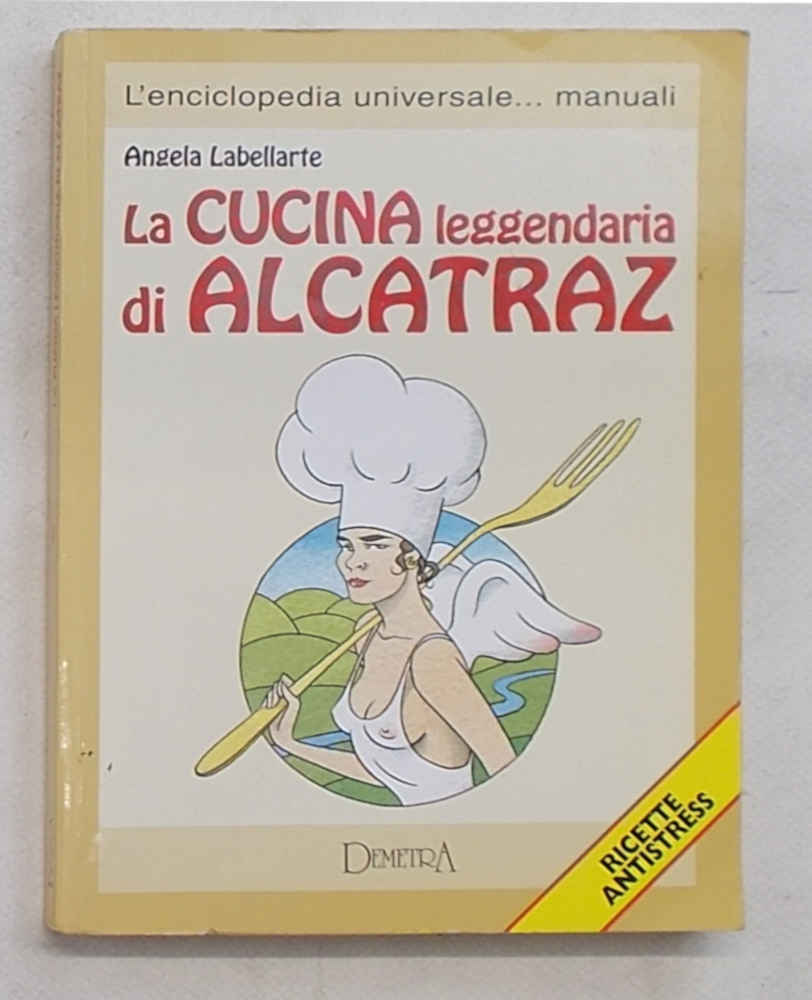 L'enciclopedia universale... manuali
Angela Labellarte
La CUCINA leggendaria
di ALCATRAZ
RICETTE
ANTISTRESS
DEMETRA